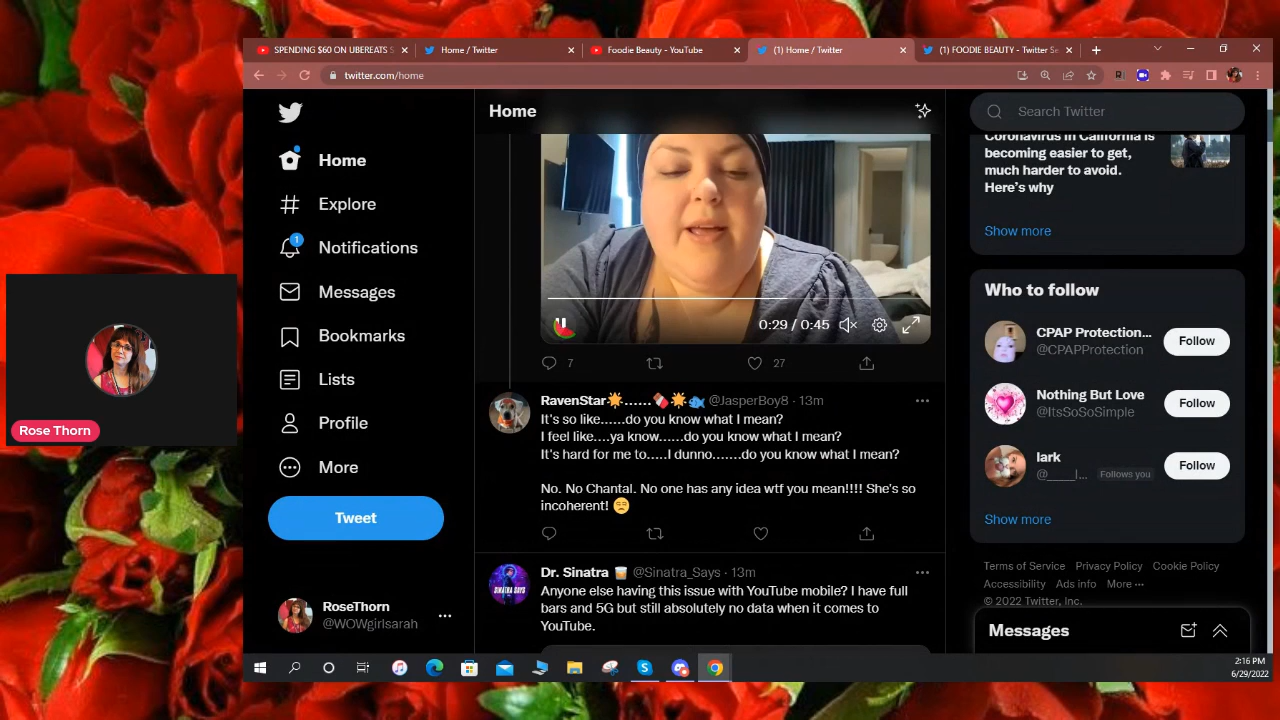 SPENDING $60 ON UBEREATS S
Home / Twitter
Foodie Beauty - YouTube
(1) Home / Twitter
(1) FOODIE BEAUTY - Twitter Se
twitter.com/home
Home
Search Twitter
Home
1
Explore
Notifications
Messages
Bookmarks
Lists
Profile
More
Tweet
RoseThorn
@WOWgirlsarah
Rose Thorn
0:29 / 0:45
7
27
RavenStar🌟......🍫🌟🐟 @JasperBoy8 · 13m
It's so like......do you know what I mean?
I feel like....ya know......do you know what I mean?
It's hard for me to.....I dunno.......do you know what I mean?
No. No Chantal. No one has any idea wtf you mean!!!! She's so
incoherent! 😒
Dr. Sinatra 🥃 @Sinatra_Says · 13m
SINATRA SAYS
Anyone else having this issue with YouTube mobile? I have full
bars and 5G but still absolutely no data when it comes to
YouTube.
Coronavirus in California is
becoming easier to get,
much harder to avoid.
Here's why
Show more
Who to follow
CPAP Protection...
@CPAPProtection
Follow
Nothing But Love
@ItsSoSoSimple
Follow
lark
@____l... Follows you
Follow
Show more
Terms of Service Privacy Policy Cookie Policy
Accessibility Ads info More ···
© 2022 Twitter, Inc.
Messages
2:16 PM
6/29/2022